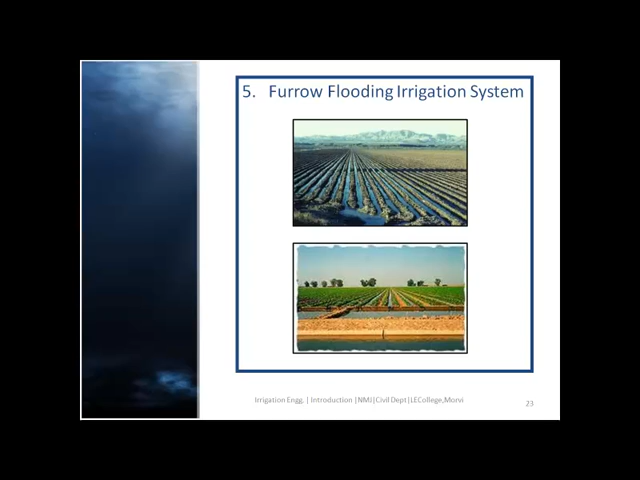 5. Furrow Flooding Irrigation System
Irrigation Engg. | Introduction |NMJ|Civil Dept|LECollege,Morvi
23